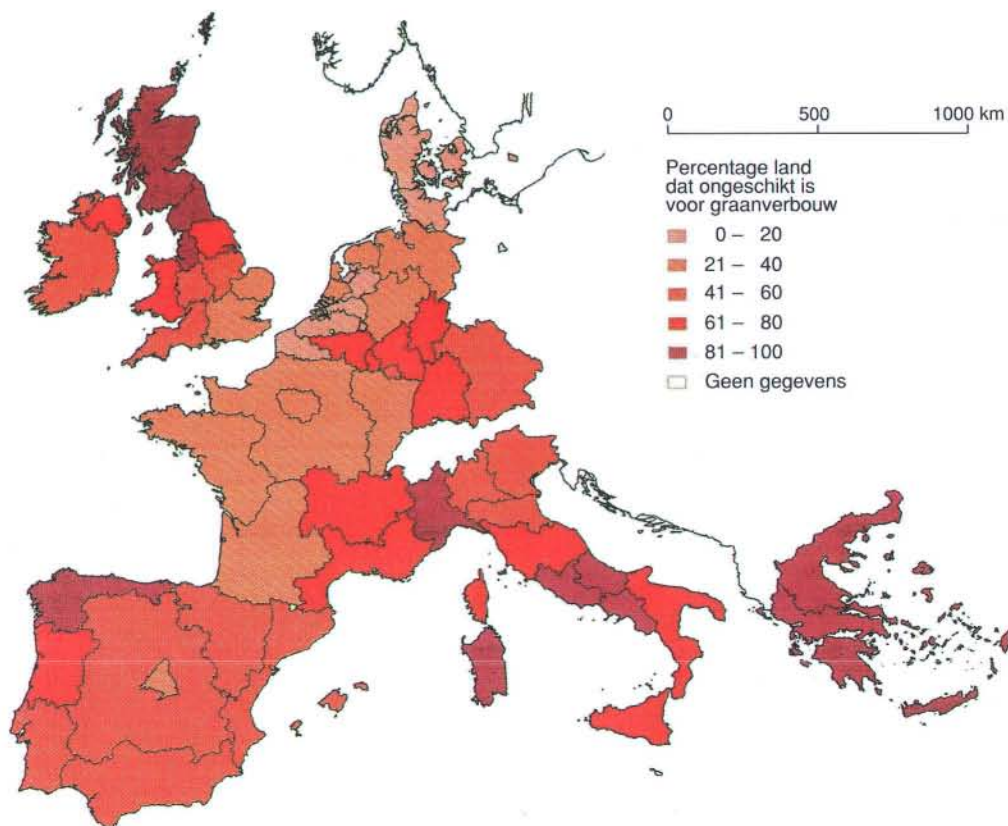 0 500 1000 km
Percentage land
dat ongeschikt is
voor graanverbouw
0 – 20
21 – 40
41 – 60
61 – 80
81 – 100
Geen gegevens